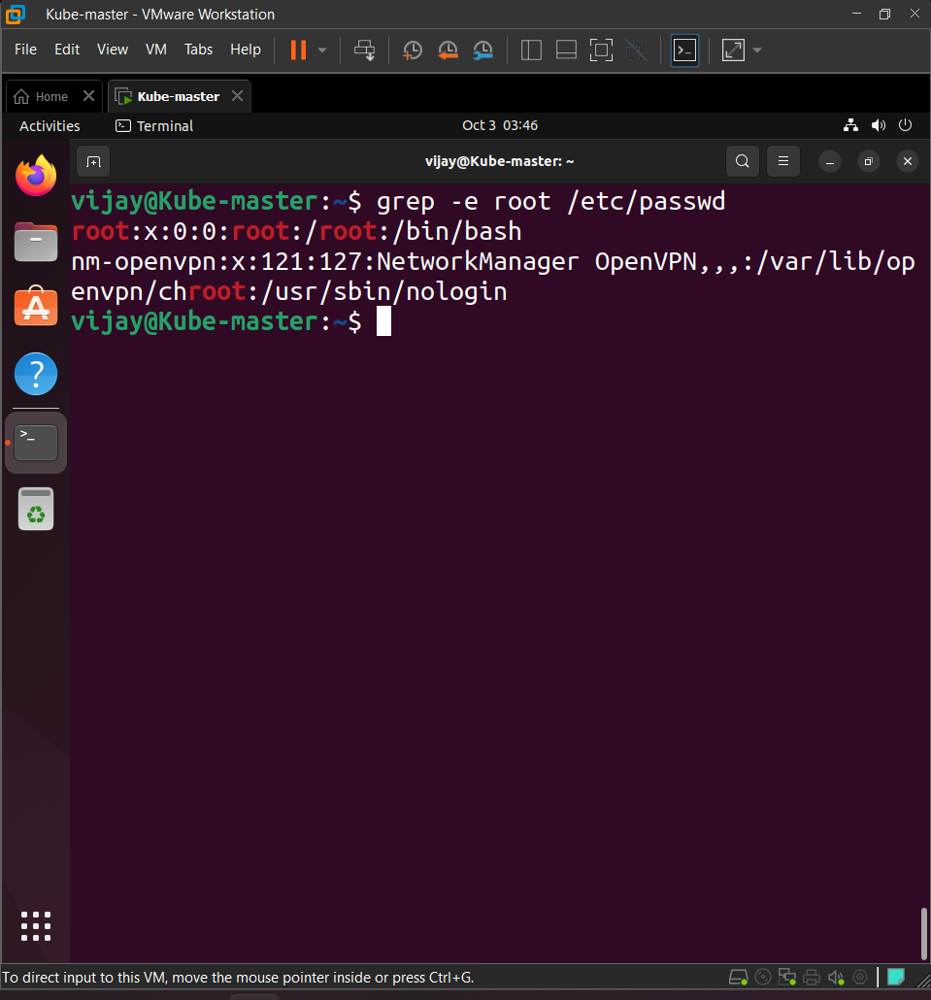 Kube-master - VMware Workstation
File Edit View VM Tabs Help
Home Kube-master
Activities Terminal Oct 3 03:46
vijay@Kube-master: ~
vijay@Kube-master:~$ grep -e root /etc/passwd
root:x:0:0:root:/root:/bin/bash
nm-openvpn:x:121:127:NetworkManager OpenVPN,,,:/var/lib/op
envpn/chroot:/usr/sbin/nologin
vijay@Kube-master:~$
To direct input to this VM, move the mouse pointer inside or press Ctrl+G.